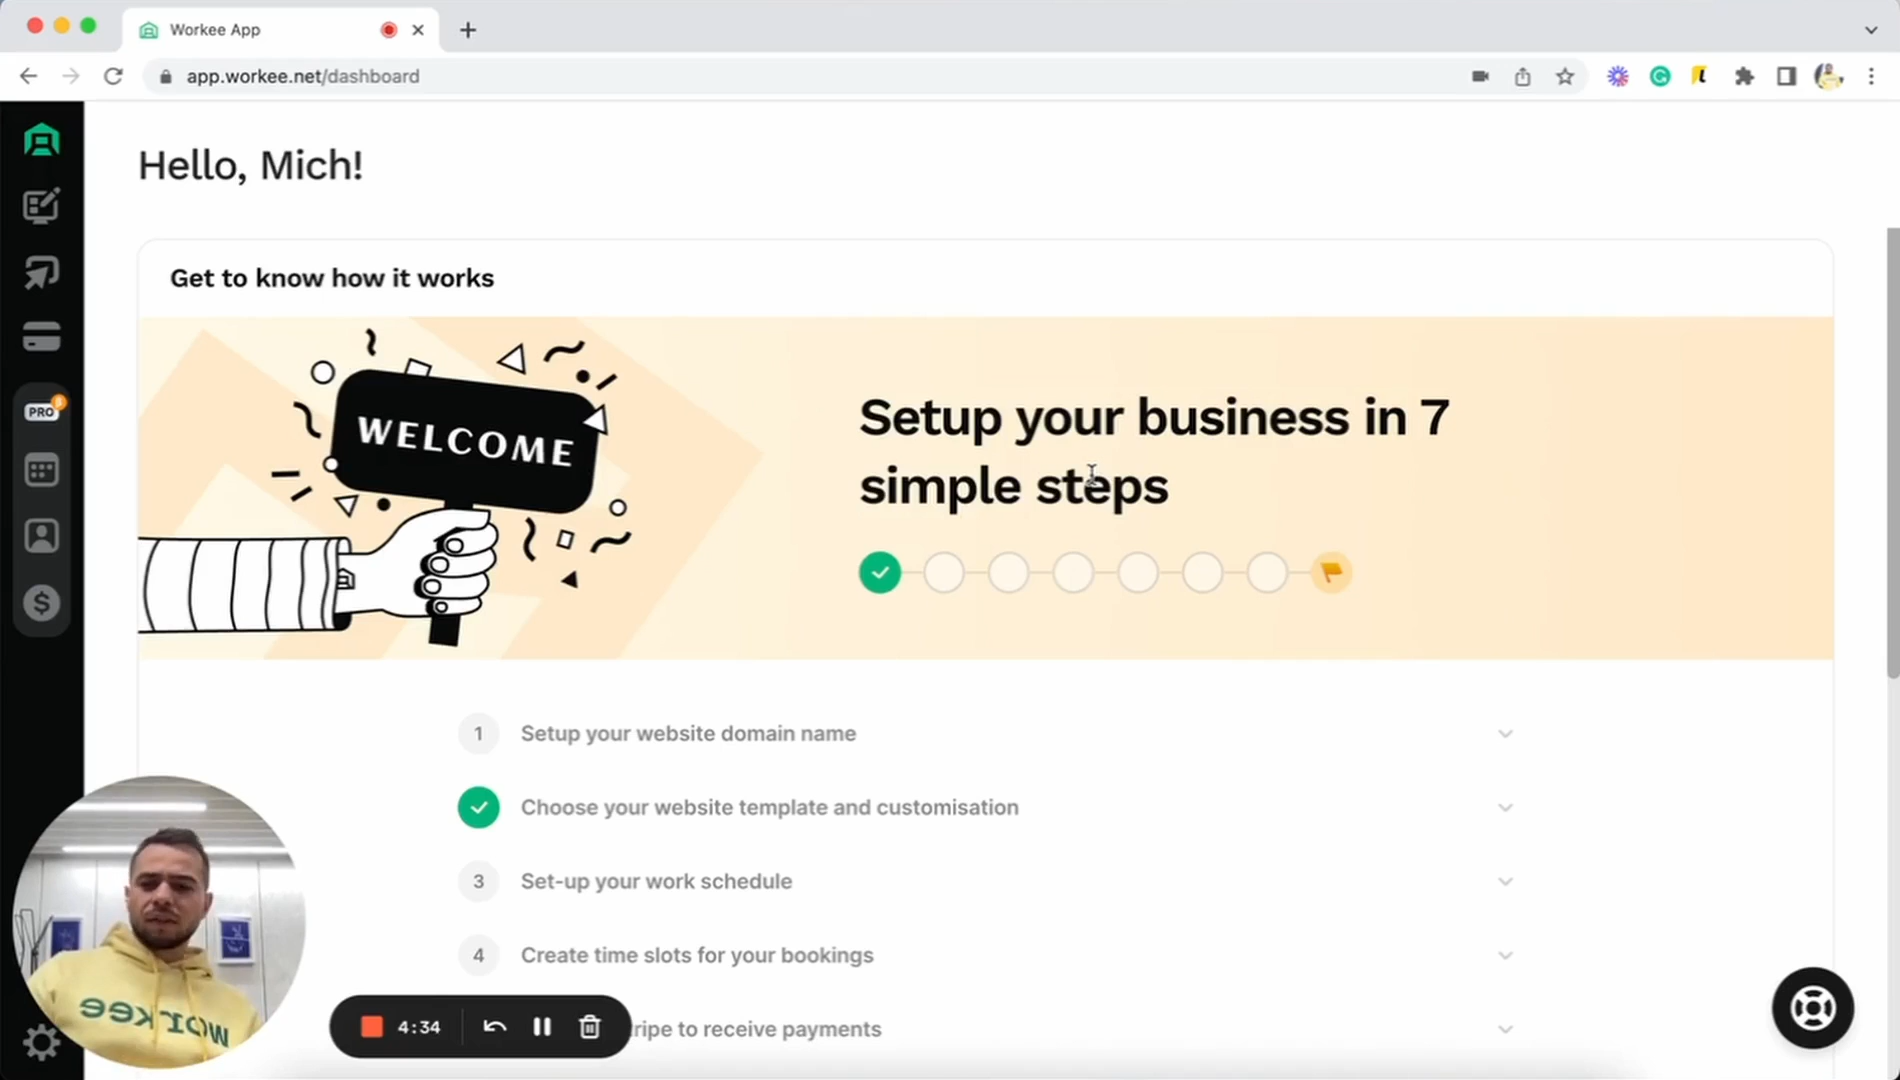 Workee App
app.workee.net/dashboard
Hello, Mich!
Get to know how it works
WELCOME
Setup your business in 7
simple steps
PRO
1 Setup your website domain name
Choose your website template and customisation
3 Set-up your work schedule
4 Create time slots for your bookings
ripe to receive payments
4:34
workee